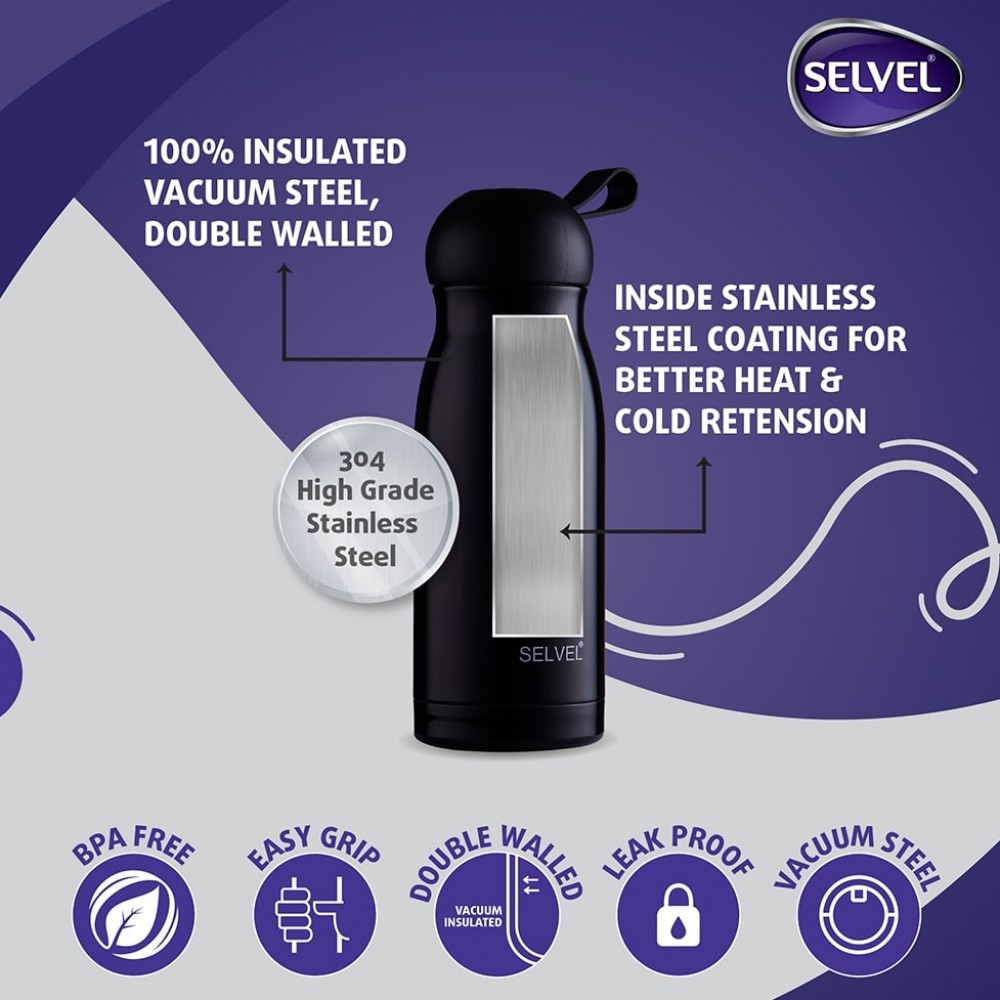 SELVEL®
100% INSULATED
VACUUM STEEL,
DOUBLE WALLED
INSIDE STAINLESS
STEEL COATING FOR
BETTER HEAT &
COLD RETENSION
304
High Grade
Stainless
Steel
SELVEL®
BPA FREE
EASY GRIP
DOUBLE WALLED
VACUUM
INSULATED
LEAK PROOF
VACUUM STEEL